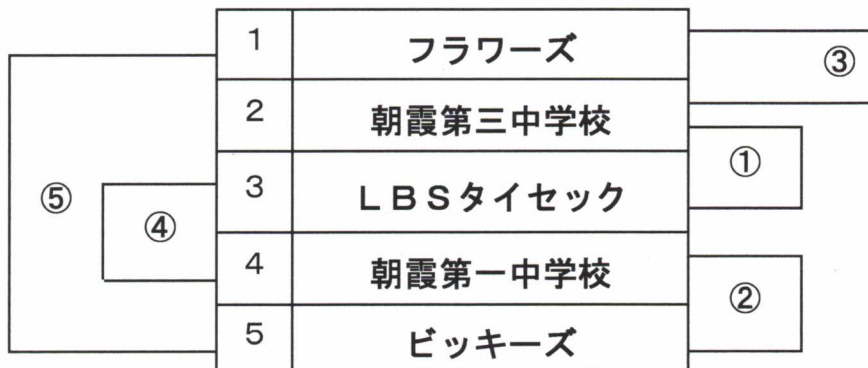 1 フラワーズ ③
2 朝霞第三中学校
①
⑤ 3 LBSタイセック
④
4 朝霞第一中学校
②
5 ビッキーズ